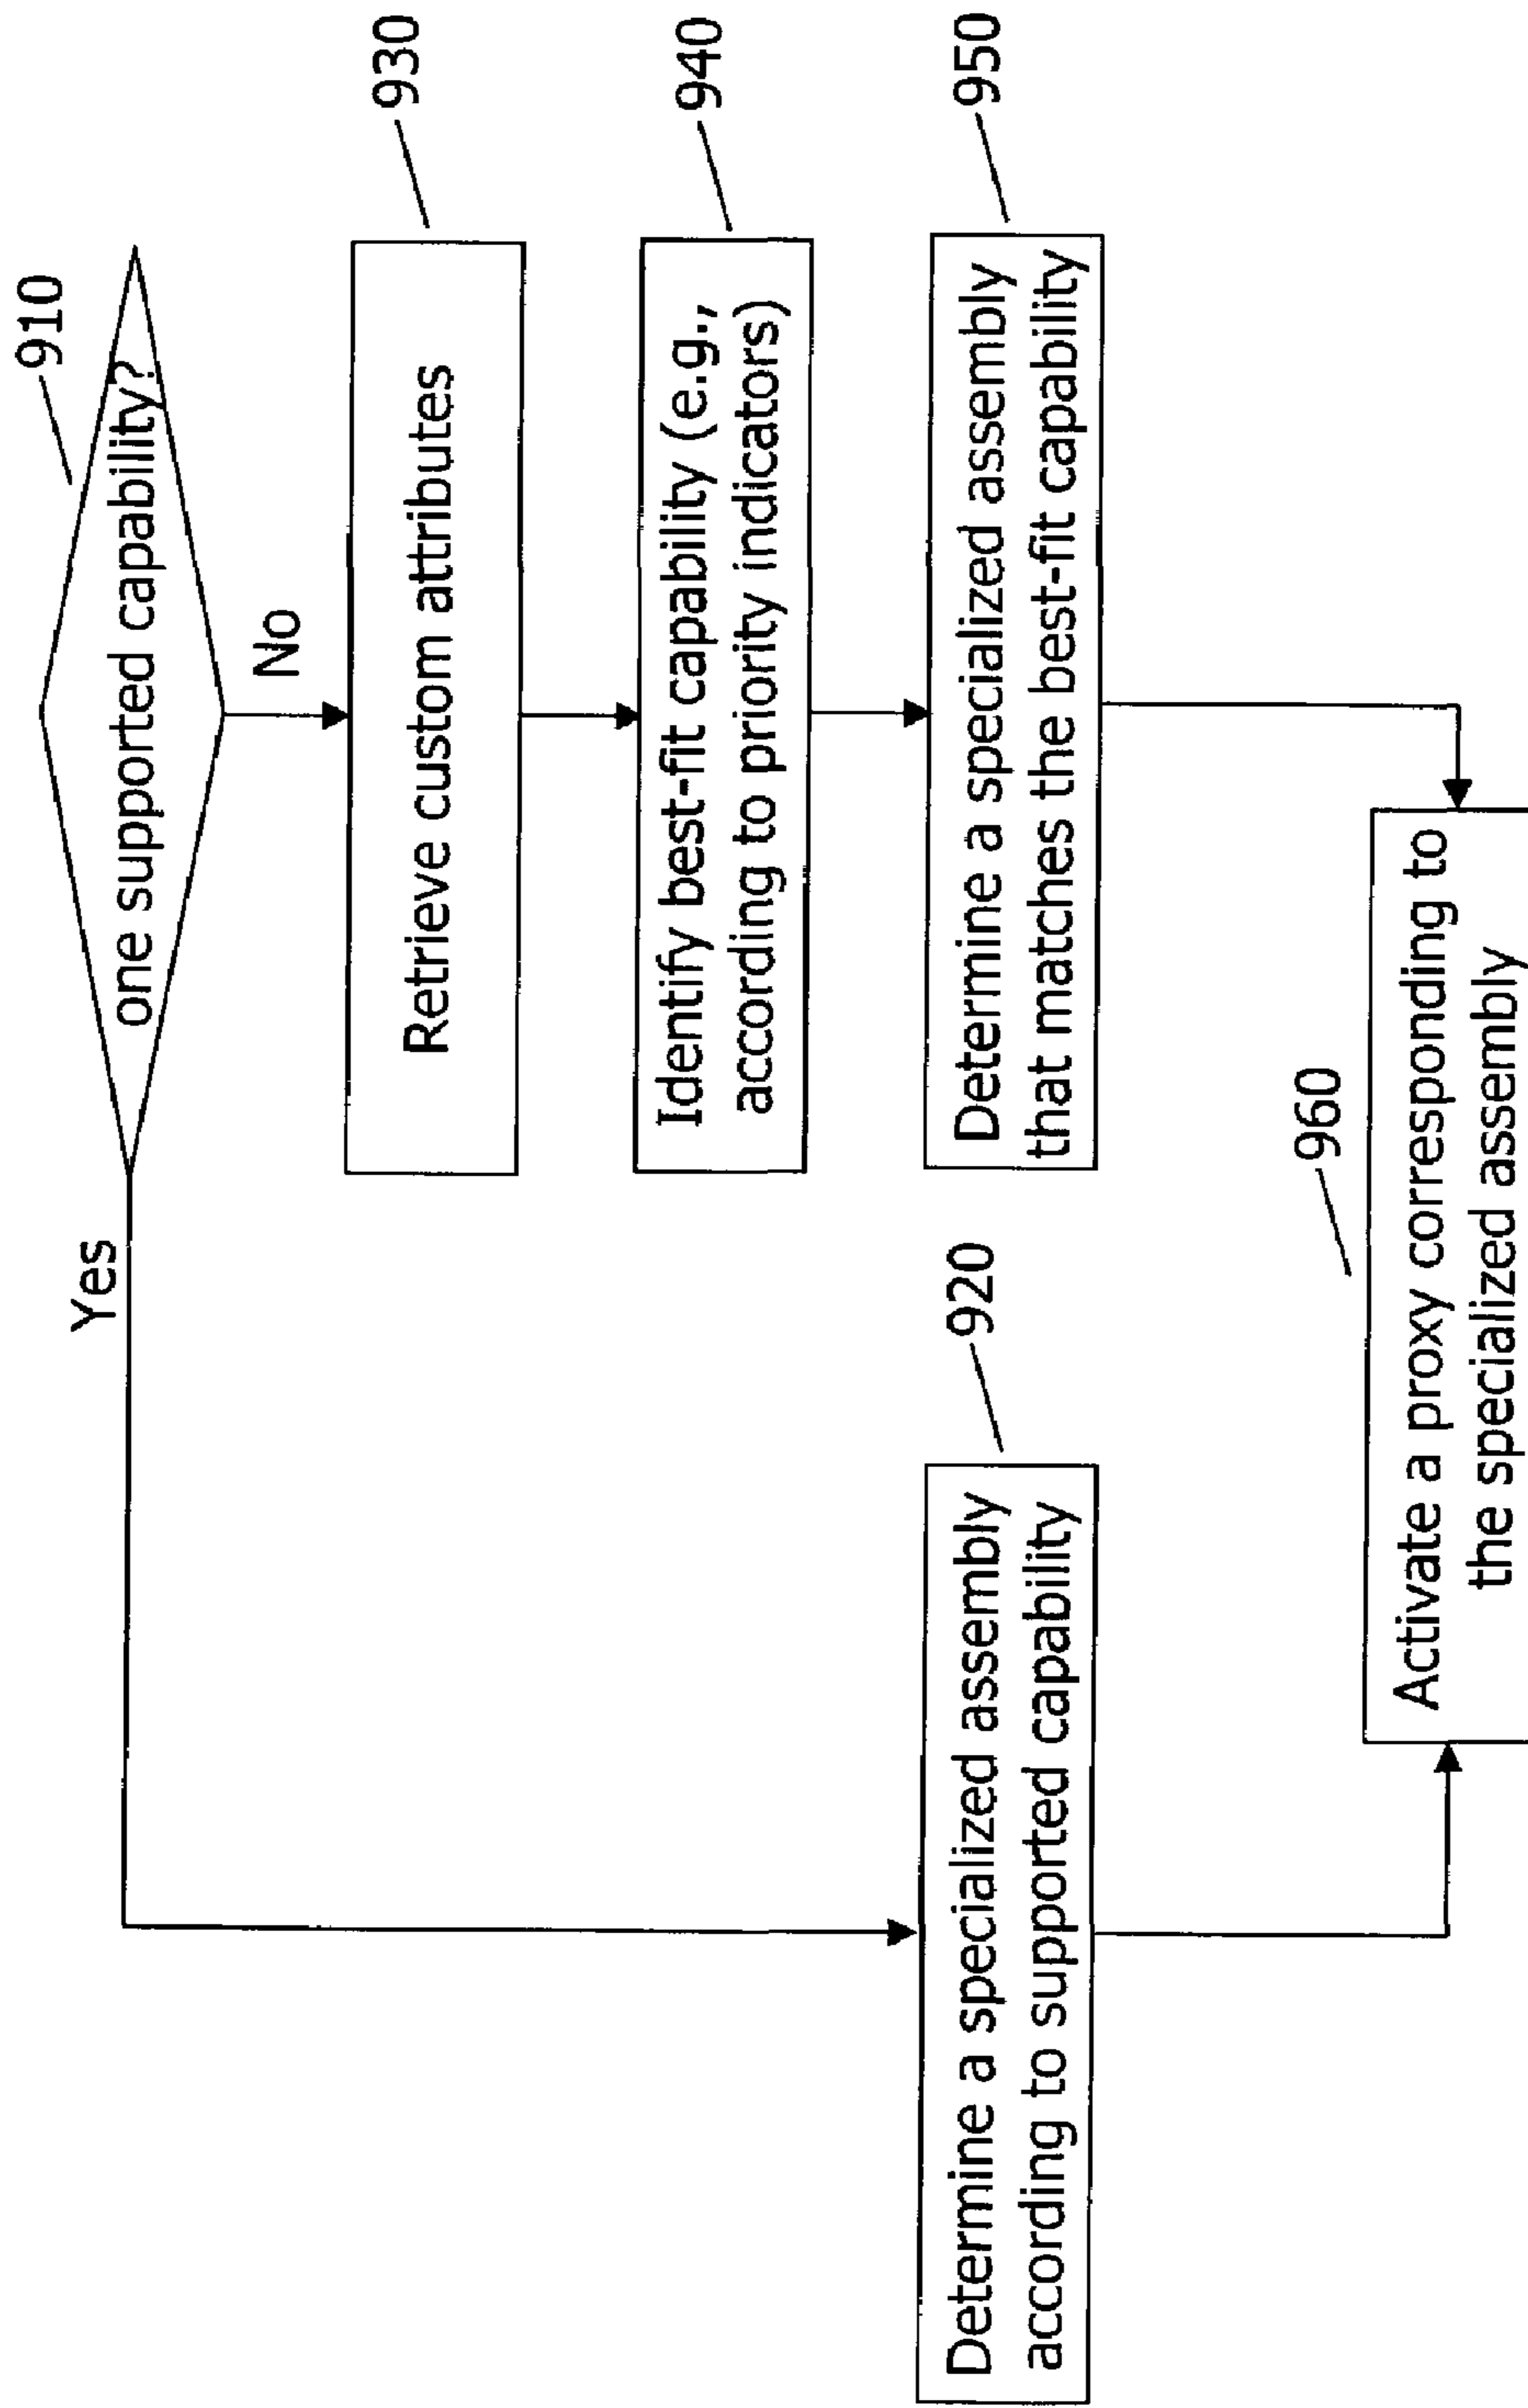 910
one supported capability?
Yes
No
930
Retrieve custom attributes
940
Identify best-fit capability (e.g.,
according to priority indicators)
920
Determine a specialized assembly
according to supported capability
950
Determine a specialized assembly
that matches the best-fit capability
960
Activate a proxy corresponding to
the specialized assembly